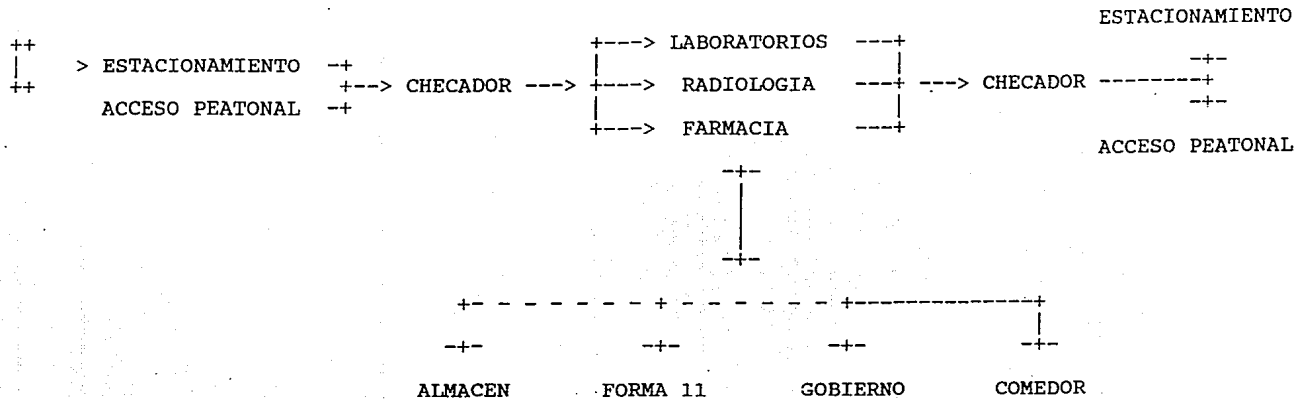 ESTACIONAMIENTO
LABORATORIOS
ESTACIONAMIENTO
CHECADOR RADIOLOGIA CHECADOR
ACCESO PEATONAL FARMACIA
ACCESO PEATONAL
ALMACEN FORMA 11 GOBIERNO COMEDOR